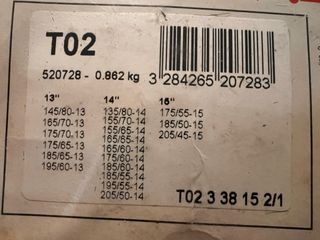 T02
520728 - 0.862 kg
3 284265 207283
13" 14" 15"
145/80-13 135/80-14 175/55-15
165/70-13 155/70-14 185/50-15
175/70-13 155/65-14 205/45-15
175/65-13 165/65-14
185/65-13 165/60-14
195/60-13 175/60-14
185/60-14
185/55-14
195/55-14
205/50-14
T02 3 38 15 2/1